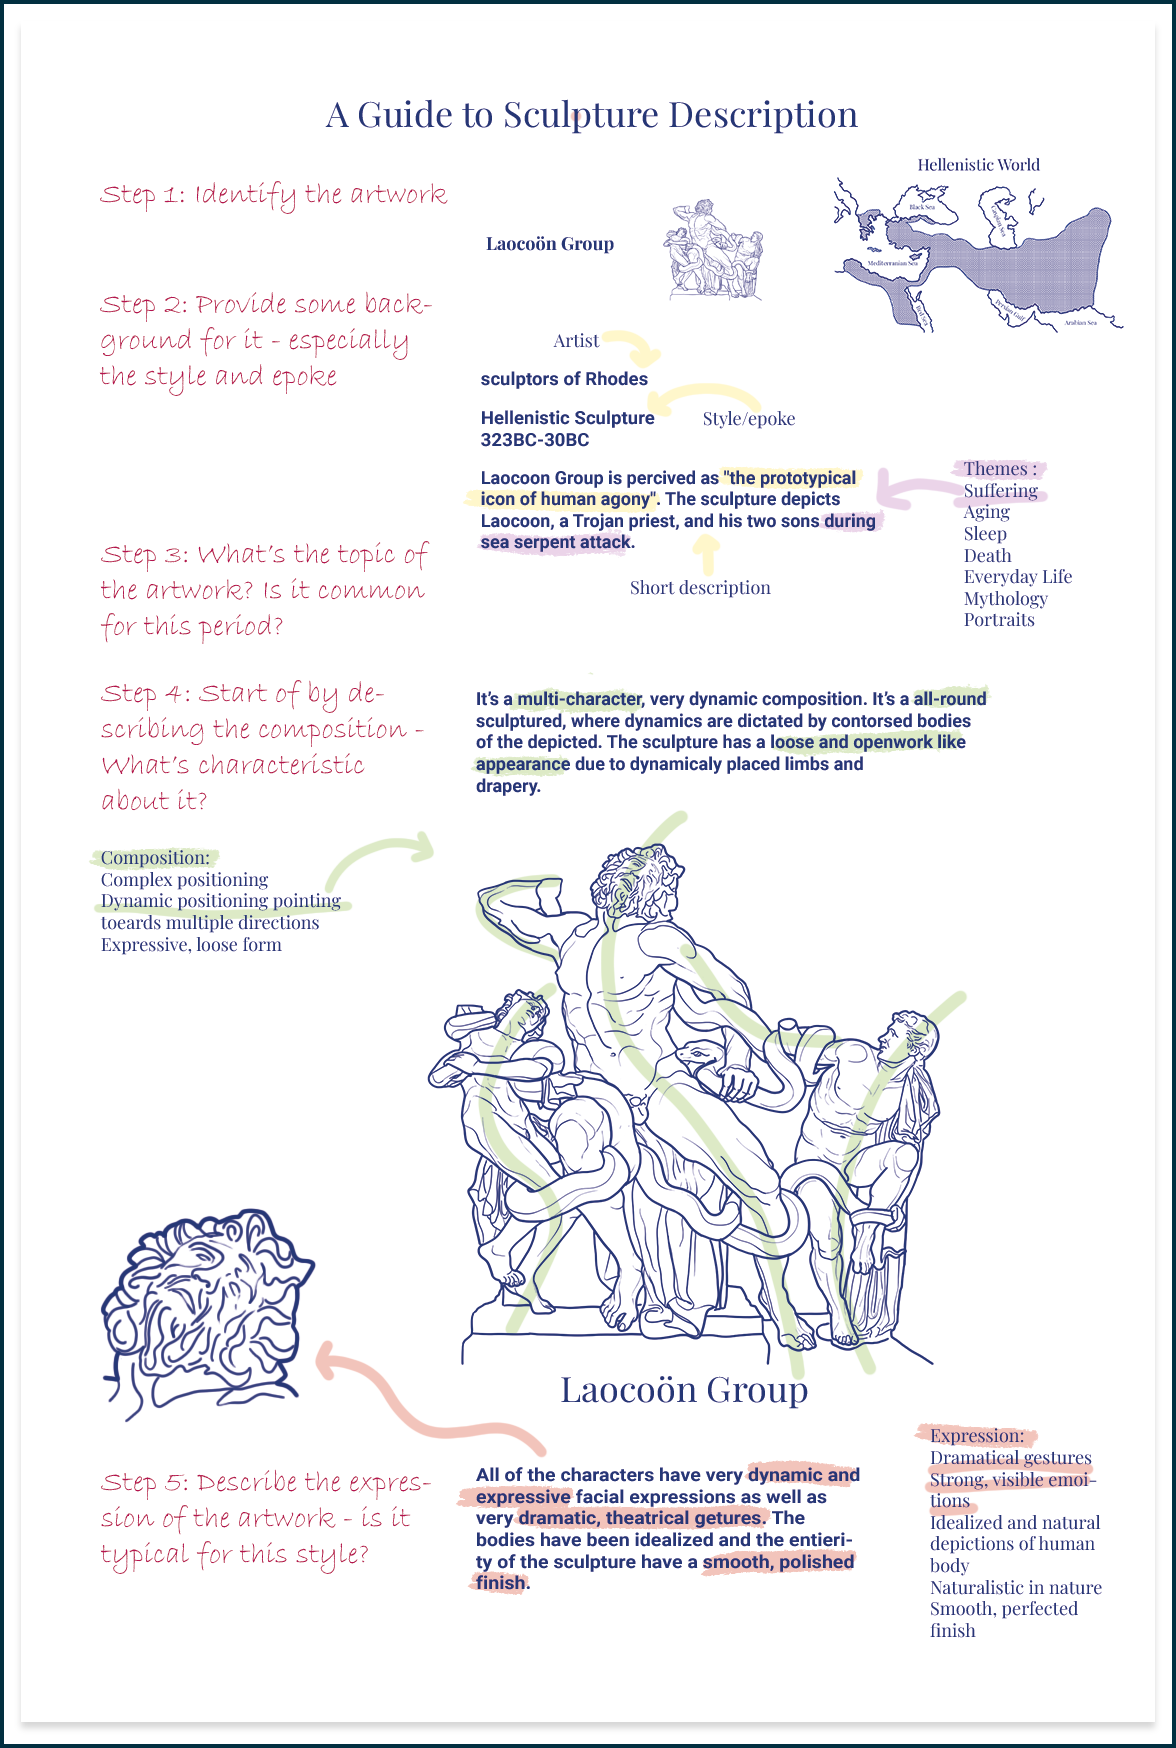 A Guide to Sculpture Description
Hellenistic World
Black Sea
Caspian Sea
Mediterranean Sea
Red Sea
Persian Gulf
Arabian Sea
Step 1: Identify the artwork
Laocoön Group
Step 2: Provide some back-
ground for it - especially
the style and epoke
Artist
sculptors of Rhodes
Hellenistic Sculpture
323BC-30BC
Style/epoke
Laocoon Group is percived as "the prototypical
icon of human agony". The sculpture depicts
Laocoon, a Trojan priest, and his two sons during
sea serpent attack.
Short description
Themes :
Suffering
Aging
Sleep
Death
Everyday Life
Mythology
Portraits
Step 3: What's the topic of
the artwork? Is it common
for this period?
Step 4: Start of by de-
scribing the composition -
What's characteristic
about it?
It's a multi-character, very dynamic composition. It's a all-round
sculptured, where dynamics are dictated by contorsed bodies
of the depicted. The sculpture has a loose and openwork like
appearance due to dynamicaly placed limbs and
drapery.
Composition:
Complex positioning
Dynamic positioning pointing
toeards multiple directions
Expressive, loose form
Laocoön Group
Step 5: Describe the expres-
sion of the artwork - is it
typical for this style?
All of the characters have very dynamic and
expressive facial expressions as well as
very dramatic, theatrical getures. The
bodies have been idealized and the entieri-
ty of the sculpture have a smooth, polished
finish.
Expression:
Dramatical gestures
Strong, visible emoi-
tions
Idealized and natural
depictions of human
body
Naturalistic in nature
Smooth, perfected
finish